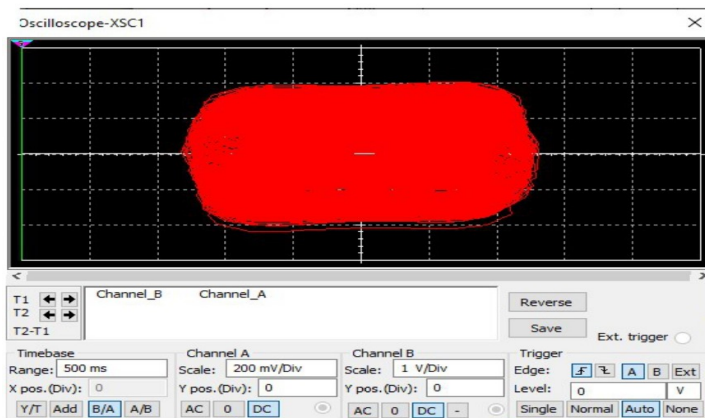 Oscilloscope-XSC1
T1
T2
T2-T1
Channel_B Channel_A
Reverse
Save
Ext. trigger
Timebase
Range: 500 ms
X pos.(Div): 0
Y/T Add B/A A/B
Channel A
Scale: 200 mV/Div
Y pos.(Div): 0
AC 0 DC
Channel B
Scale: 1 V/Div
Y pos.(Div): 0
AC 0 DC -
Trigger
Edge: A B Ext
Level: 0 V
Single Normal Auto None